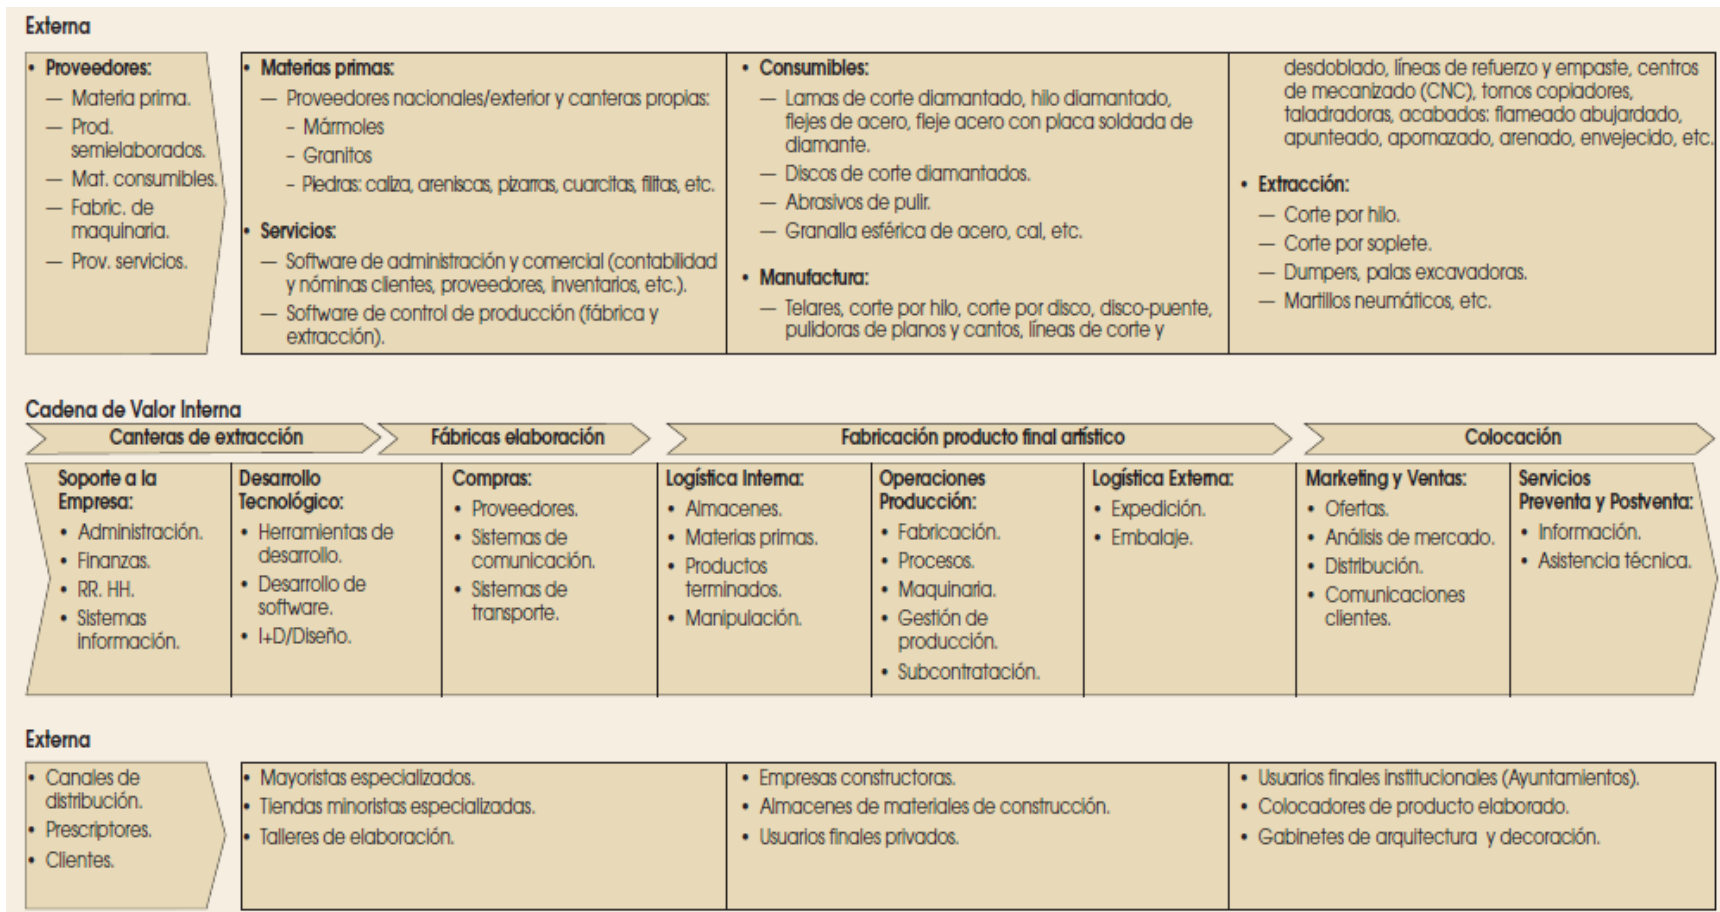 Externa
• Proveedores:
— Materia prima.
— Prod.
semielaborados.
— Mat. consumibles.
— Fabric. de
maquinaria.
— Prov. servicios.
• Materias primas:
— Proveedores nacionales/exterior y canteras propias:
- Mármoles
- Granitos
- Piedras: caliza, areniscas, pizarras, cuarcitas, filitas, etc.
• Servicios:
— Software de administración y comercial (contabilidad
y nóminas clientes, proveedores, inventarios, etc.).
— Software de control de producción (fábrica y
extracción).
• Consumibles:
— Lamas de corte diamantado, hilo diamantado,
flejes de acero, fleje acero con placa soldada de
diamante.
— Discos de corte diamantados.
— Abrasivos de pulir.
— Granalla esférica de acero, cal, etc.
• Manufactura:
— Telares, corte por hilo, corte por disco, disco-puente,
pulidoras de planos y cantos, líneas de corte y
desdoblado, líneas de refuerzo y empaste, centros
de mecanizado (CNC), tornos copiadores,
taladradoras, acabados: flameado abujardado,
apunteado, apomazado, arenado, envejecido, etc.
• Extracción:
— Corte por hilo.
— Corte por soplete.
— Dumpers, palas excavadoras.
— Martillos neumáticos, etc.
Cadena de Valor Interna
Canteras de extracción
Fábricas elaboración
Fabricación producto final artístico
Colocación
Soporte a la
Empresa:
• Administración.
• Finanzas.
• RR. HH.
• Sistemas
información.
Desarrollo
Tecnológico:
• Herramientas de
desarrollo.
• Desarrollo de
software.
• I+D/Diseño.
Compras:
• Proveedores.
• Sistemas de
comunicación.
• Sistemas de
transporte.
Logística Interna:
• Almacenes.
• Materias primas.
• Productos
terminados.
• Manipulación.
Operaciones
Producción:
• Fabricación.
• Procesos.
• Maquinaria.
• Gestión de
producción.
• Subcontratación.
Logística Externa:
• Expedición.
• Embalaje.
Marketing y Ventas:
• Ofertas.
• Análisis de mercado.
• Distribución.
• Comunicaciones
clientes.
Servicios
Preventa y Postventa:
• Información.
• Asistencia técnica.
Externa
• Canales de
distribución.
• Prescriptores.
• Clientes.
• Mayoristas especializados.
• Tiendas minoristas especializadas.
• Talleres de elaboración.
• Empresas constructoras.
• Almacenes de materiales de construcción.
• Usuarios finales privados.
• Usuarios finales institucionales (Ayuntamientos).
• Colocadores de producto elaborado.
• Gabinetes de arquitectura y decoración.